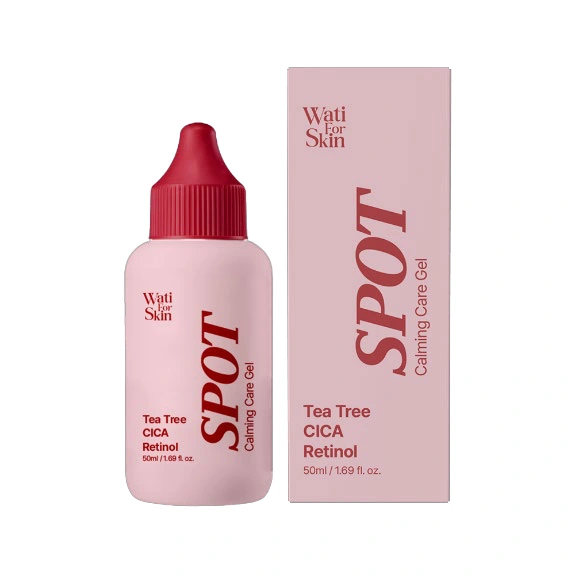 Wati
For
Skin
SPOT
Calming Care Gel
Tea Tree
CICA
Retinol
50ml / 1.69 fl. oz.
Wati
For
Skin
SPOT
Calming Care Gel
Tea Tree
CICA
Retinol
50ml / 1.69 fl. oz.